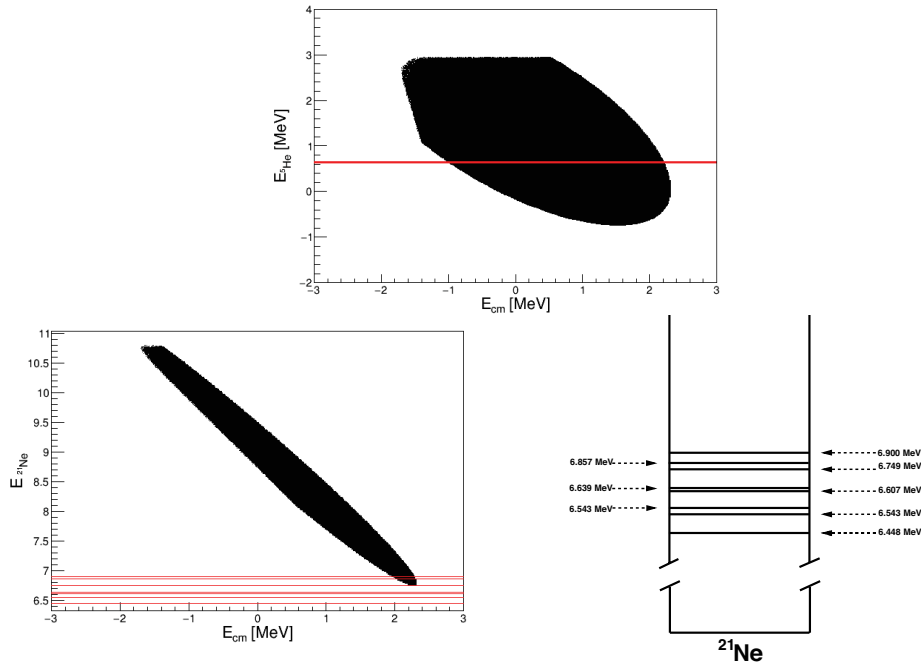 E⁵He [MeV]
4
3
2
1
0
−1
−2
−3 −2 −1 0 1 2 3
Ecm [MeV]
E ²¹Ne
11
10.5
10
9.5
9
8.5
8
7.5
7
6.5
−3 −2 −1 0 1 2 3
Ecm [MeV]
6.900 MeV
6.857 MeV
6.749 MeV
6.639 MeV
6.607 MeV
6.543 MeV
6.543 MeV
6.448 MeV
²¹Ne